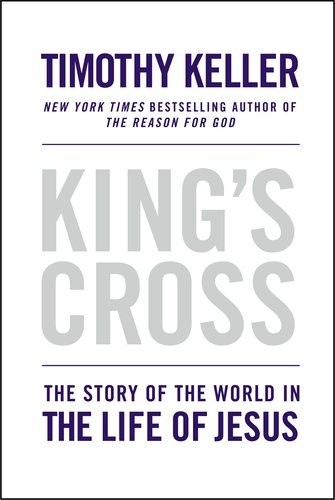 TIMOTHY KELLER
NEW YORK TIMES BESTSELLING AUTHOR OF
THE REASON FOR GOD
KING'S
CROSS
THE STORY OF THE WORLD IN
THE LIFE OF JESUS